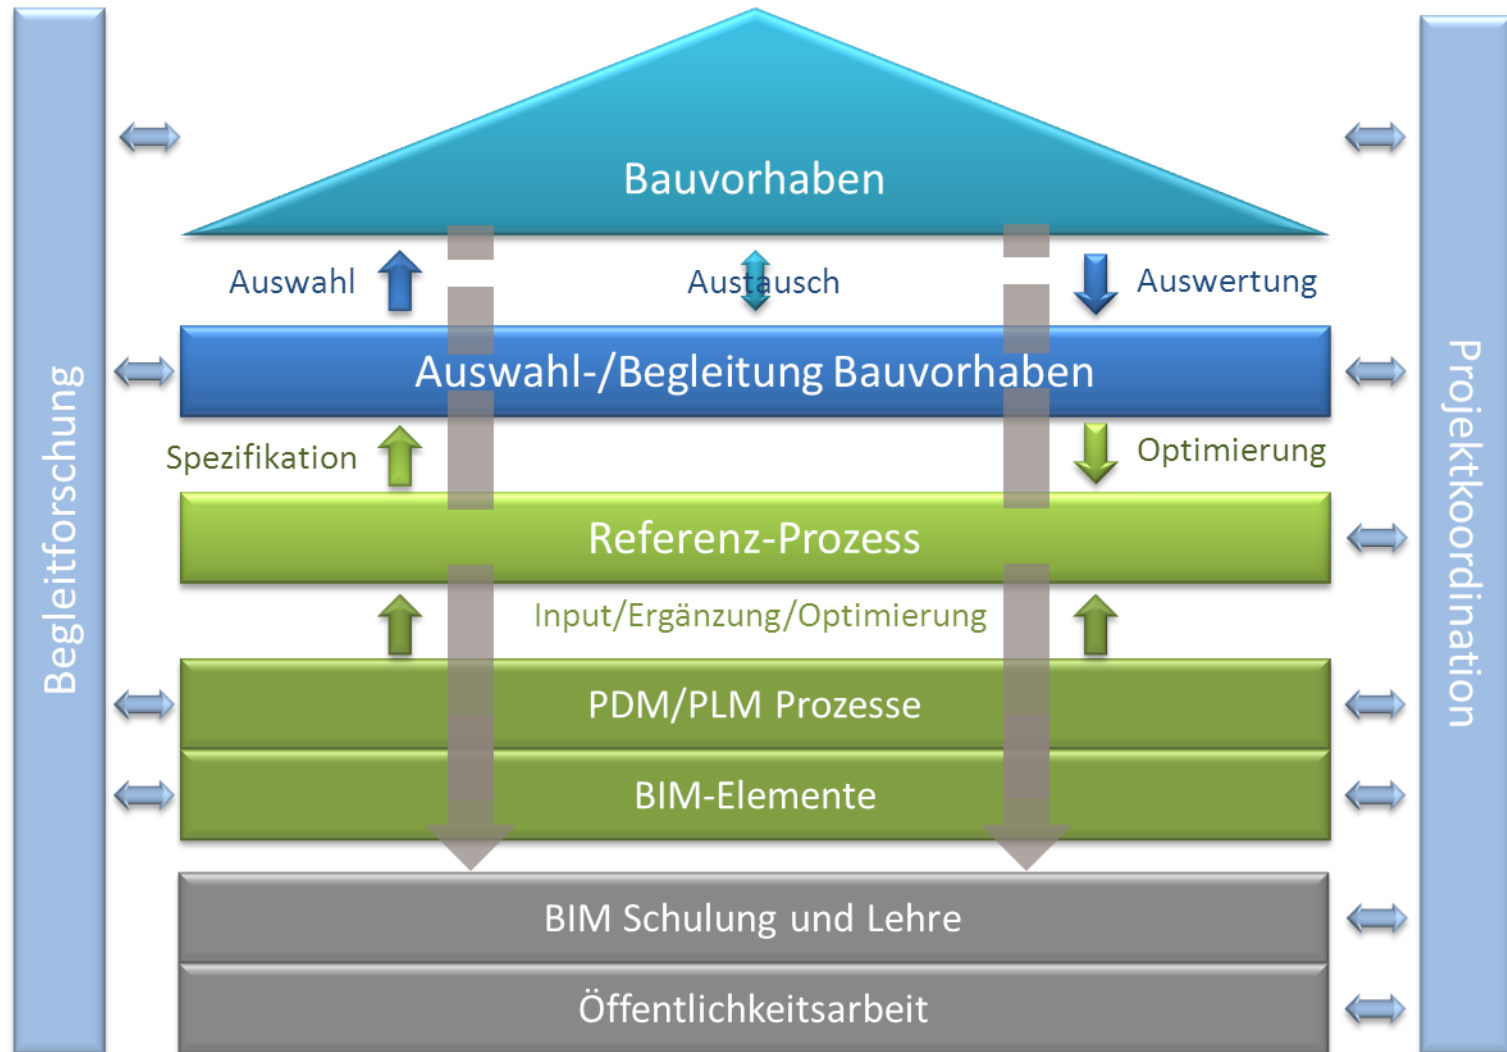 Bauvorhaben
Auswahl
Austausch
Auswertung
Auswahl-/Begleitung Bauvorhaben
Spezifikation
Optimierung
Referenz-Prozess
Input/Ergänzung/Optimierung
PDM/PLM Prozesse
BIM-Elemente
BIM Schulung und Lehre
Öffentlichkeitsarbeit
Begleitforschung
Projektkoordination